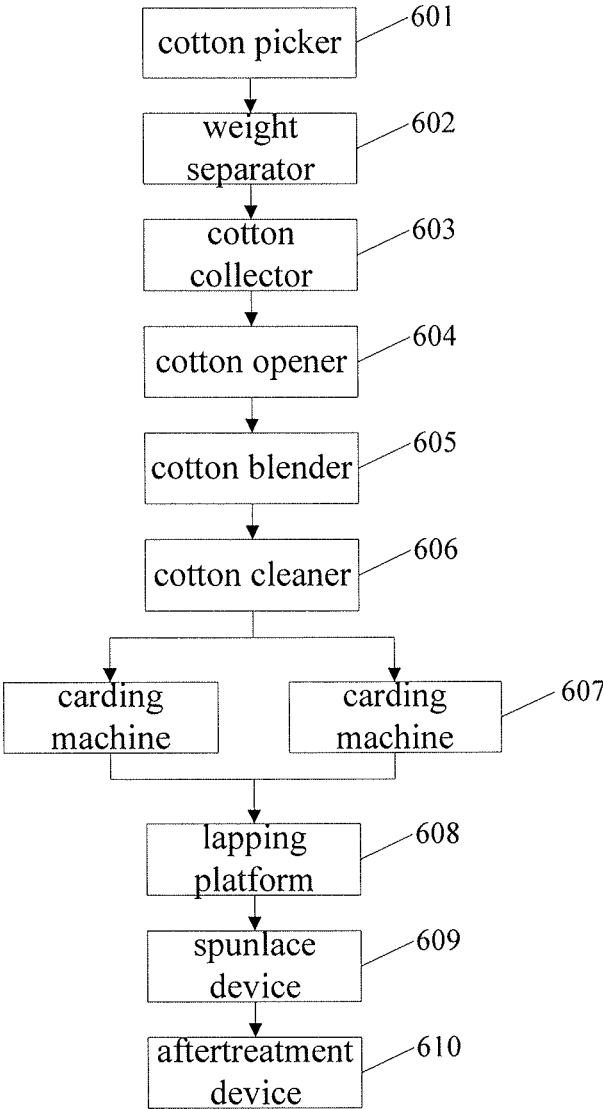 cotton picker
601
weight
separator
602
cotton
collector
603
cotton opener
604
cotton blender
605
cotton cleaner
606
carding
machine
carding
machine
607
lapping
platform
608
spunlace
device
609
aftertreatment
device
610